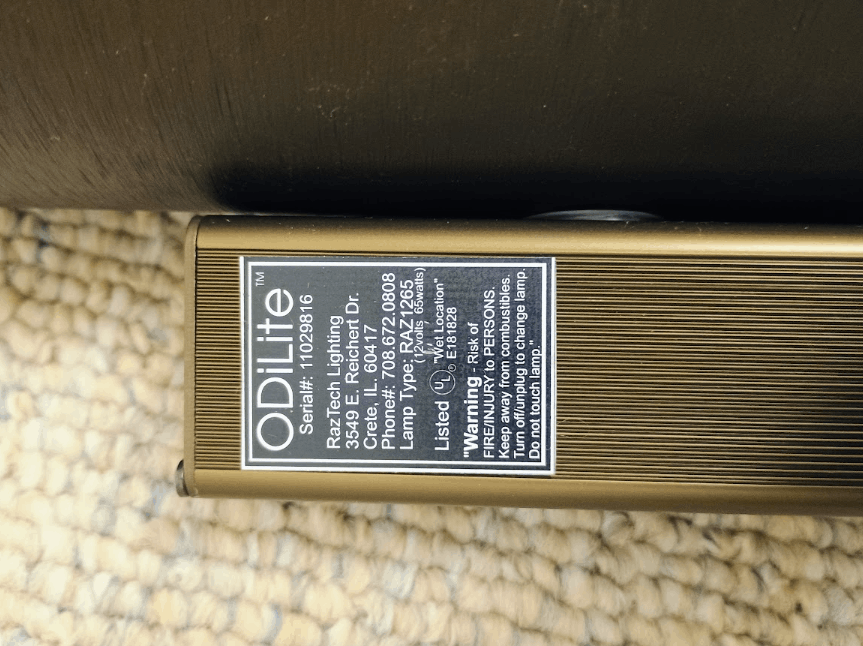 ODiLite™
Serial#: 11029816
RazTech Lighting
3549 E. Reichert Dr.
Crete, IL. 60417
Phone#: 708.672.0808
Lamp Type: RAZ1265
(12volts 65watts)
Listed UL® "Wet Location"
E181828
"Warning - Risk of
FIRE/INJURY to PERSONS.
Keep away from combustibles.
Turn off/unplug to change lamp.
Do not touch lamp."